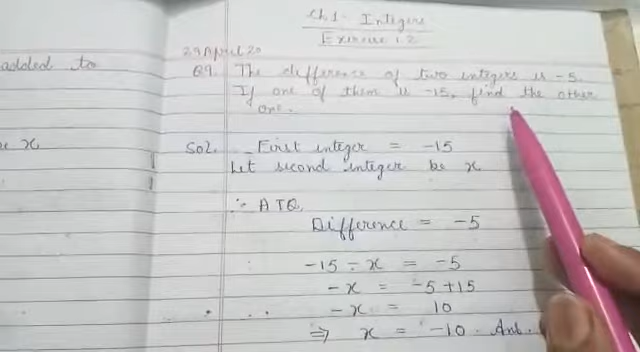 Ch 1. Integers
Exercise 1.2
29 April 20
added to
Q9. The difference of two integers is -5.
If one of them is -15, find the other
one.
x
Sol. First integer = -15
Let second integer be x
∴ ATQ,
Difference = -5
-15 - x = -5
-x = -5 + 15
-x = 10
⇒ x = -10. Ans.